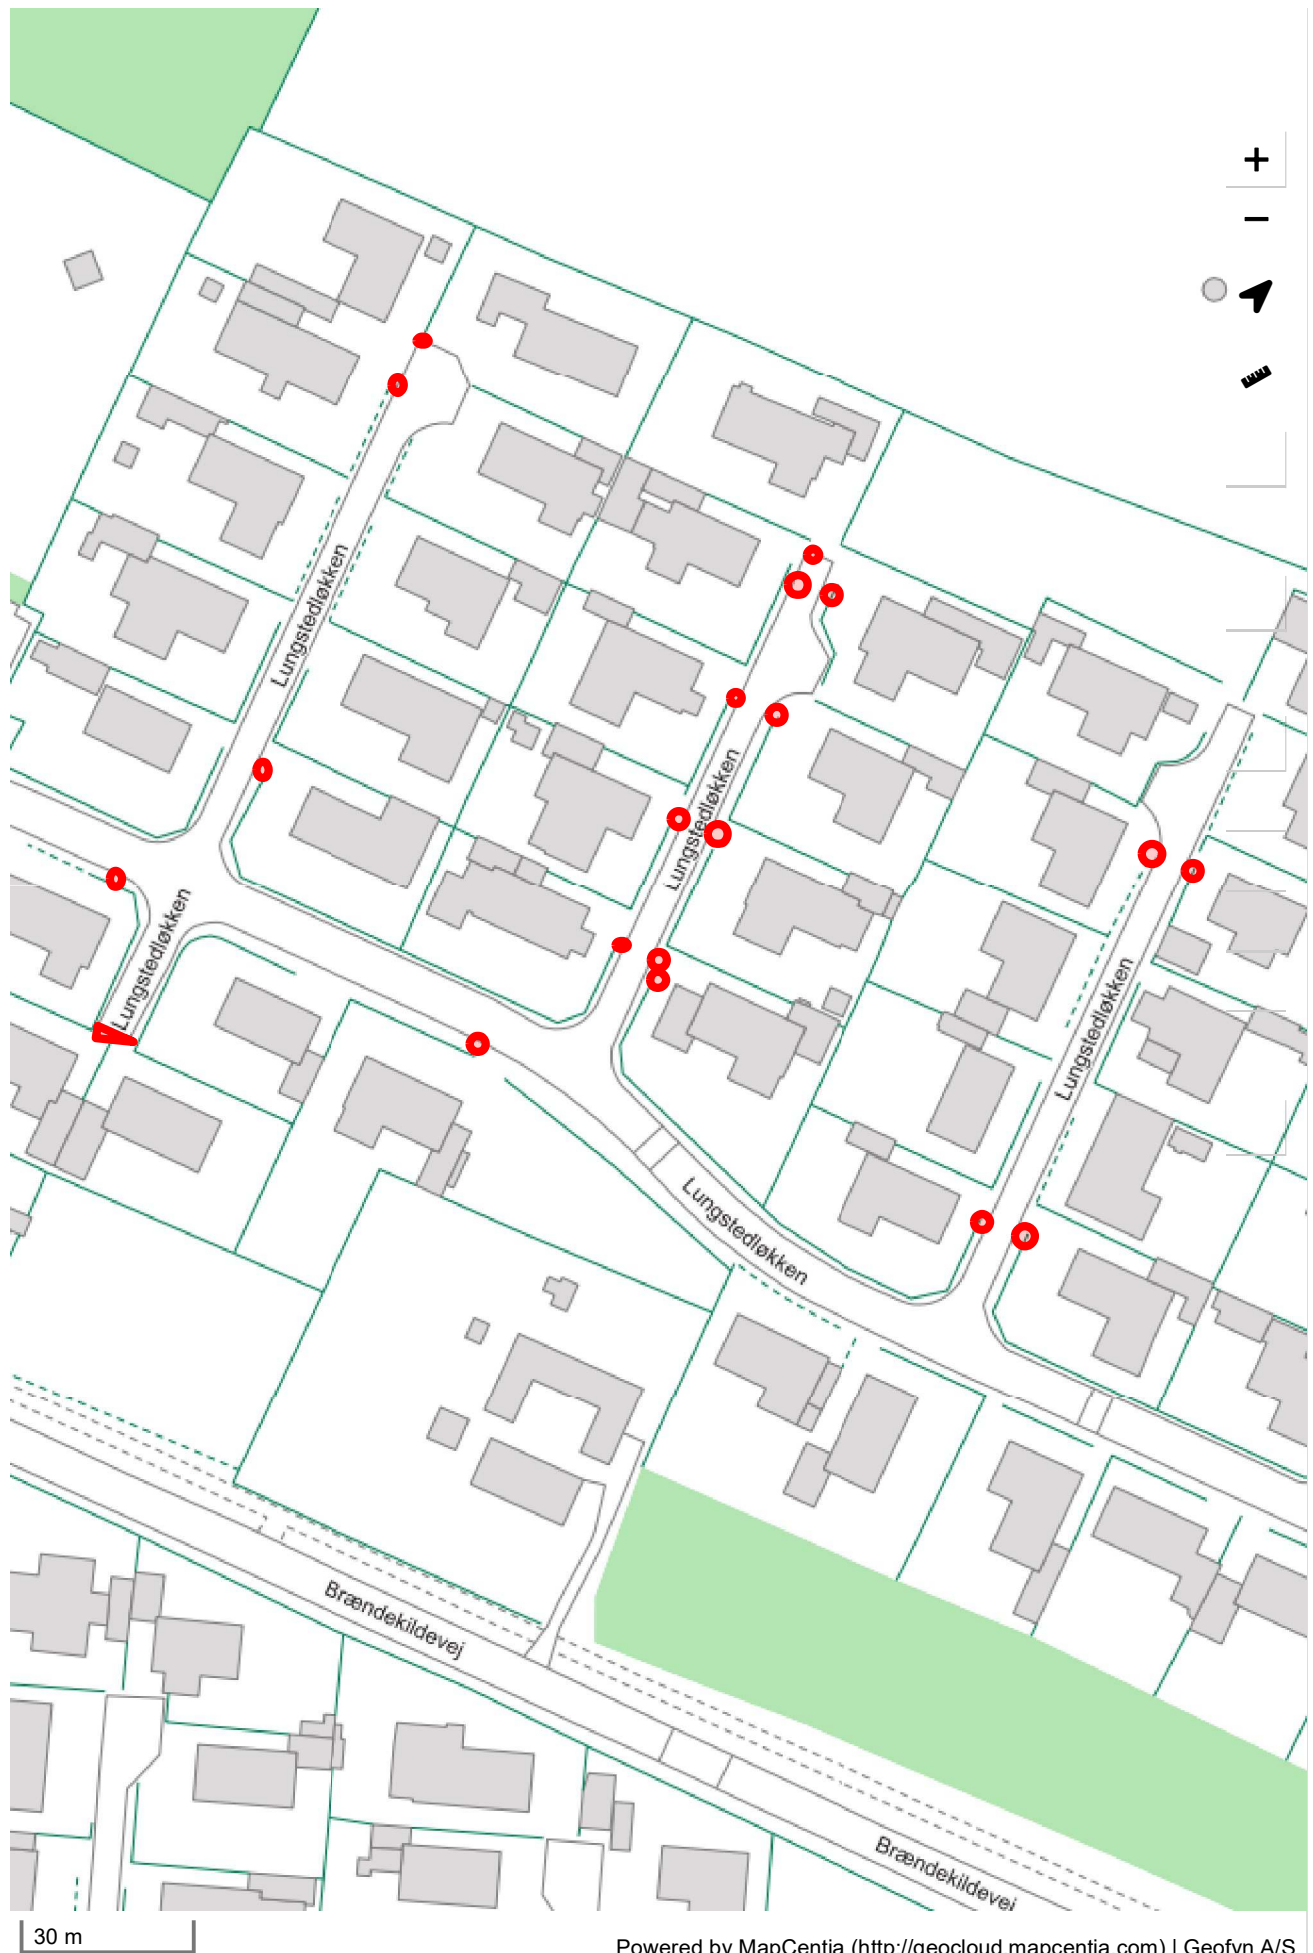 +
−
Lungstedløkken
Lungstedløkken
Lungstedløkken
Lungstedløkken
Lungstedløkken
Brændekildevej
Brændekildevej
30 m
Powered by MapCentia (http://geocloud.mapcentia.com) | Geofyn A/S